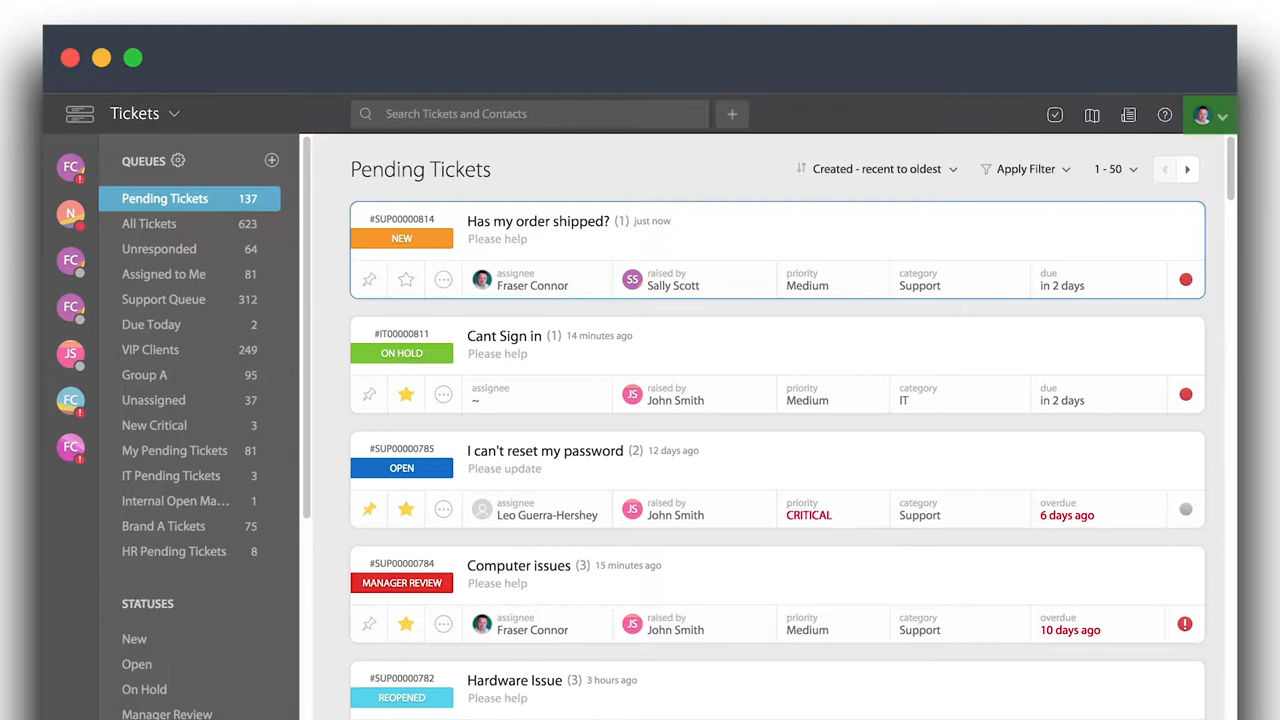 Tickets
Search Tickets and Contacts
FC
N
FC
FC
JS
FC
FC
QUEUES
Pending Tickets 137
All Tickets 623
Unresponded 64
Assigned to Me 81
Support Queue 312
Due Today 2
VIP Clients 249
Group A 95
Unassigned 37
New Critical 3
My Pending Tickets 81
IT Pending Tickets 3
Internal Open Ma... 1
Brand A Tickets 75
HR Pending Tickets 8
STATUSES
New
Open
On Hold
Manager Review
Pending Tickets
Created - recent to oldest
Apply Filter
1 - 50
#SUP00000814
NEW
Has my order shipped? (1) Just now
Please help
assignee
Fraser Connor
SS
raised by
Sally Scott
priority
Medium
category
Support
due
in 2 days
#IT00000811
ON HOLD
Cant Sign in (1) 14 minutes ago
Please help
assignee
~
JS
raised by
John Smith
priority
Medium
category
IT
due
in 2 days
#SUP00000785
OPEN
I can't reset my password (2) 12 days ago
Please update
assignee
Leo Guerra-Hershey
JS
raised by
John Smith
priority
CRITICAL
category
Support
overdue
6 days ago
#SUP00000784
MANAGER REVIEW
Computer issues (3) 15 minutes ago
Please help
assignee
Fraser Connor
JS
raised by
John Smith
priority
Medium
category
Support
overdue
10 days ago
#SUP00000782
REOPENED
Hardware Issue (3) 3 hours ago
Please help